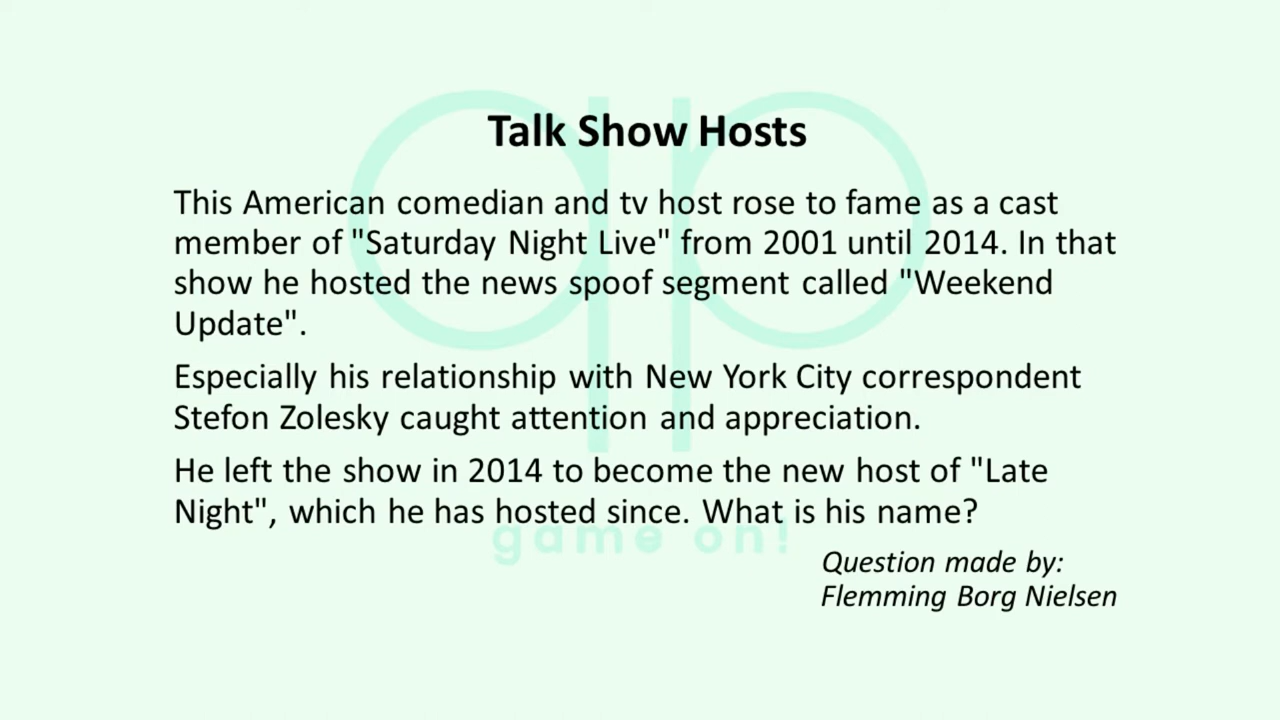 Talk Show Hosts
This American comedian and tv host rose to fame as a cast
member of "Saturday Night Live" from 2001 until 2014. In that
show he hosted the news spoof segment called "Weekend
Update".
Especially his relationship with New York City correspondent
Stefon Zolesky caught attention and appreciation.
He left the show in 2014 to become the new host of "Late
Night", which he has hosted since. What is his name?
game on!
Question made by:
Flemming Borg Nielsen